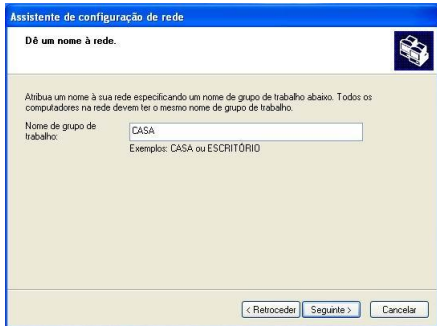 Assistente de configuração de rede
Dê um nome à rede.
Atribua um nome à sua rede especificando um nome de grupo de trabalho abaixo. Todos os
computadores na rede devem ter o mesmo nome de grupo de trabalho.
Nome de grupo de
trabalho:
CASA
Exemplos: CASA ou ESCRITÓRIO
< Retroceder
Seguinte >
Cancelar